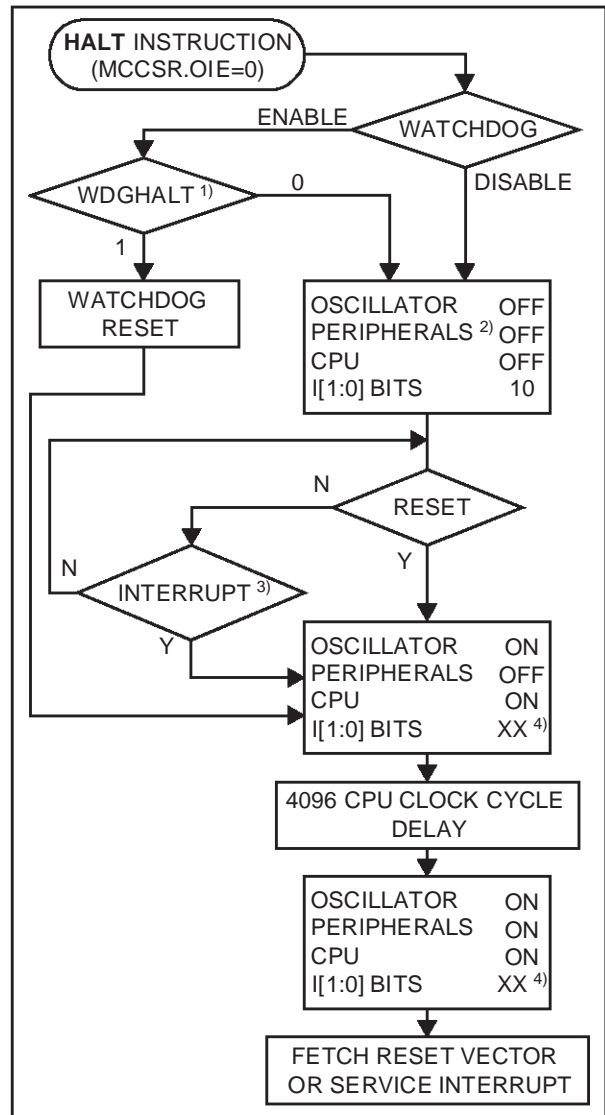 HALT INSTRUCTION
(MCCSR.OIE=0)
ENABLE
WATCHDOG
WDGHALT 1)
0
DISABLE
1
WATCHDOG
RESET
OSCILLATOR OFF
PERIPHERALS 2) OFF
CPU OFF
I[1:0] BITS 10
N
RESET
N
Y
INTERRUPT 3)
Y
OSCILLATOR ON
PERIPHERALS OFF
CPU ON
I[1:0] BITS XX 4)
4096 CPU CLOCK CYCLE
DELAY
OSCILLATOR ON
PERIPHERALS ON
CPU ON
I[1:0] BITS XX 4)
FETCH RESET VECTOR
OR SERVICE INTERRUPT